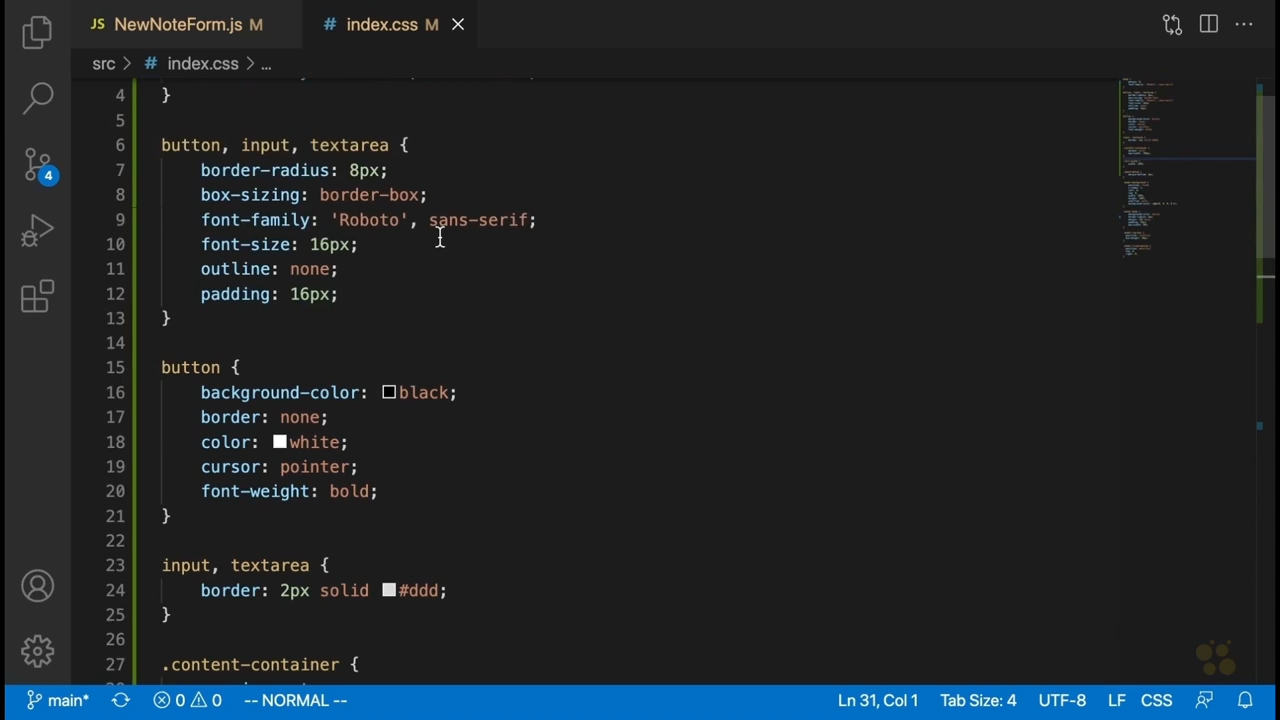 JS NewNoteForm.js M # index.css M
src > # index.css > ...
4 }
5
6 button, input, textarea {
7 border-radius: 8px;
8 box-sizing: border-box;
9 font-family: 'Roboto', sans-serif;
10 font-size: 16px;
11 outline: none;
12 padding: 16px;
13 }
14
15 button {
16 background-color: black;
17 border: none;
18 color: white;
19 cursor: pointer;
20 font-weight: bold;
21 }
22
23 input, textarea {
24 border: 2px solid #ddd;
25 }
26
27 .content-container {
4
main* 0 0 -- NORMAL -- Ln 31, Col 1 Tab Size: 4 UTF-8 LF CSS